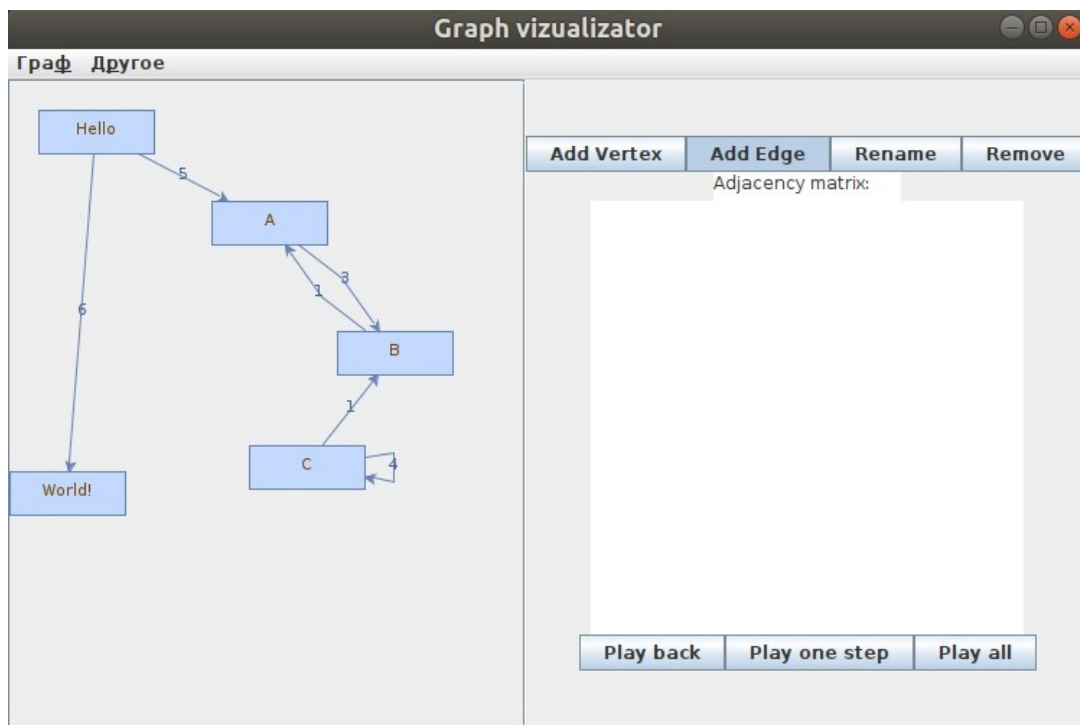 Graph vizualizator
Граф Другое
Hello
5
A
3
1
6
B
1
C
4
World!
Add Vertex Add Edge Rename Remove
Adjacency matrix:
Play back Play one step Play all